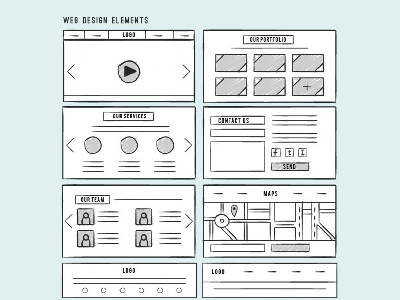 WEB DESIGN ELEMENTS
LOGO
OUR PORTFOLIO
OUR SERVICES
CONTACT US
f t I
SEND
OUR TEAM
MAPS
LOGO
LOGO